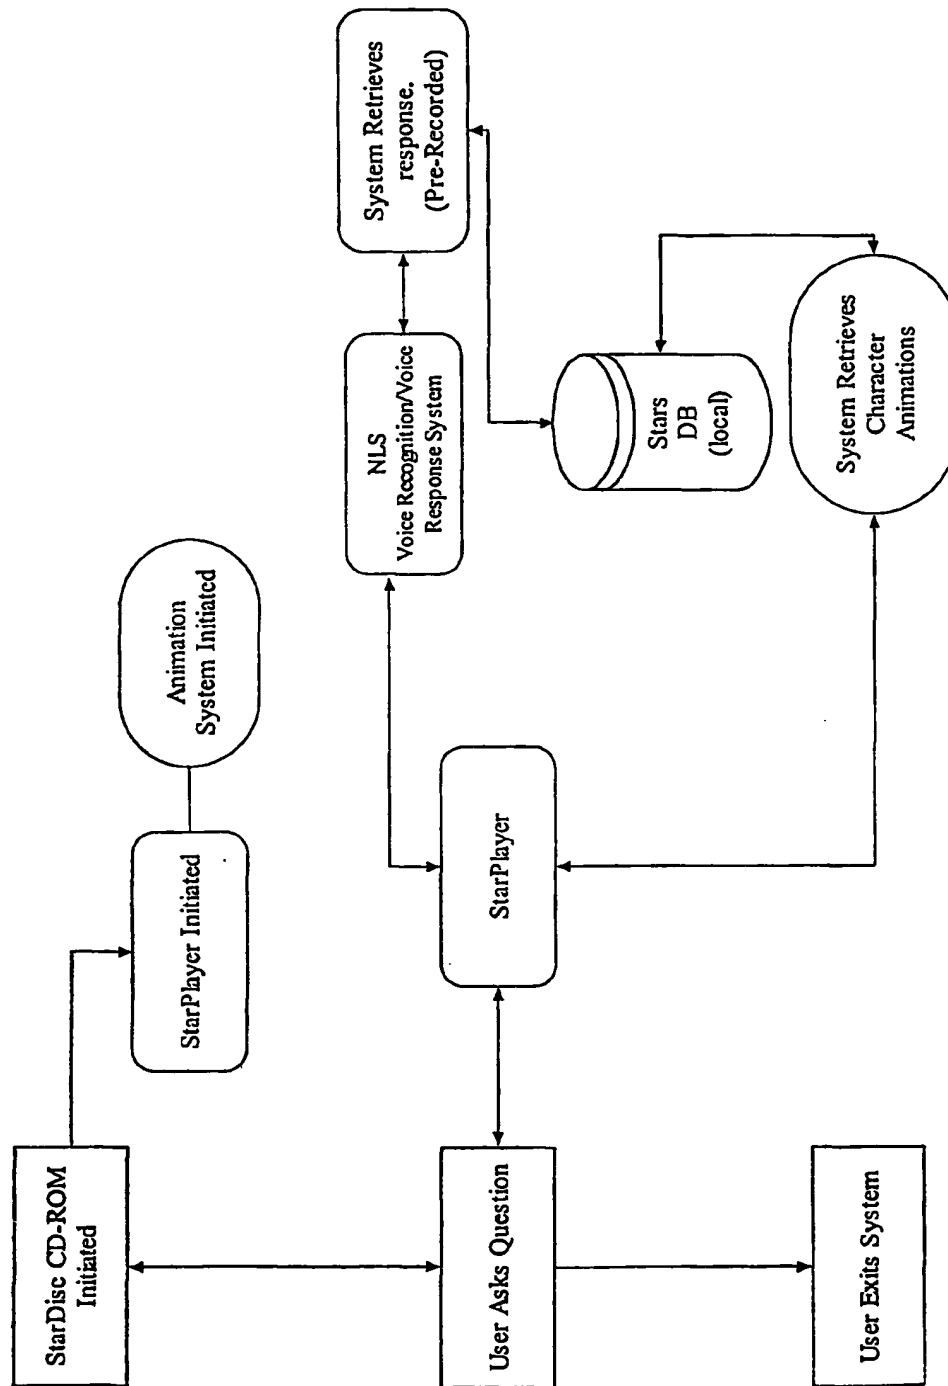 StarDisc CD-ROM
Initiated
StarPlayer Initiated
Animation
System Initiated
User Asks Question
StarPlayer
NLS
Voice Recognition/Voice
Response System
System Retrieves
response.
(Pre-Recorded)
Stars
DB
(local)
User Exits System
System Retrieves
Character
Animations